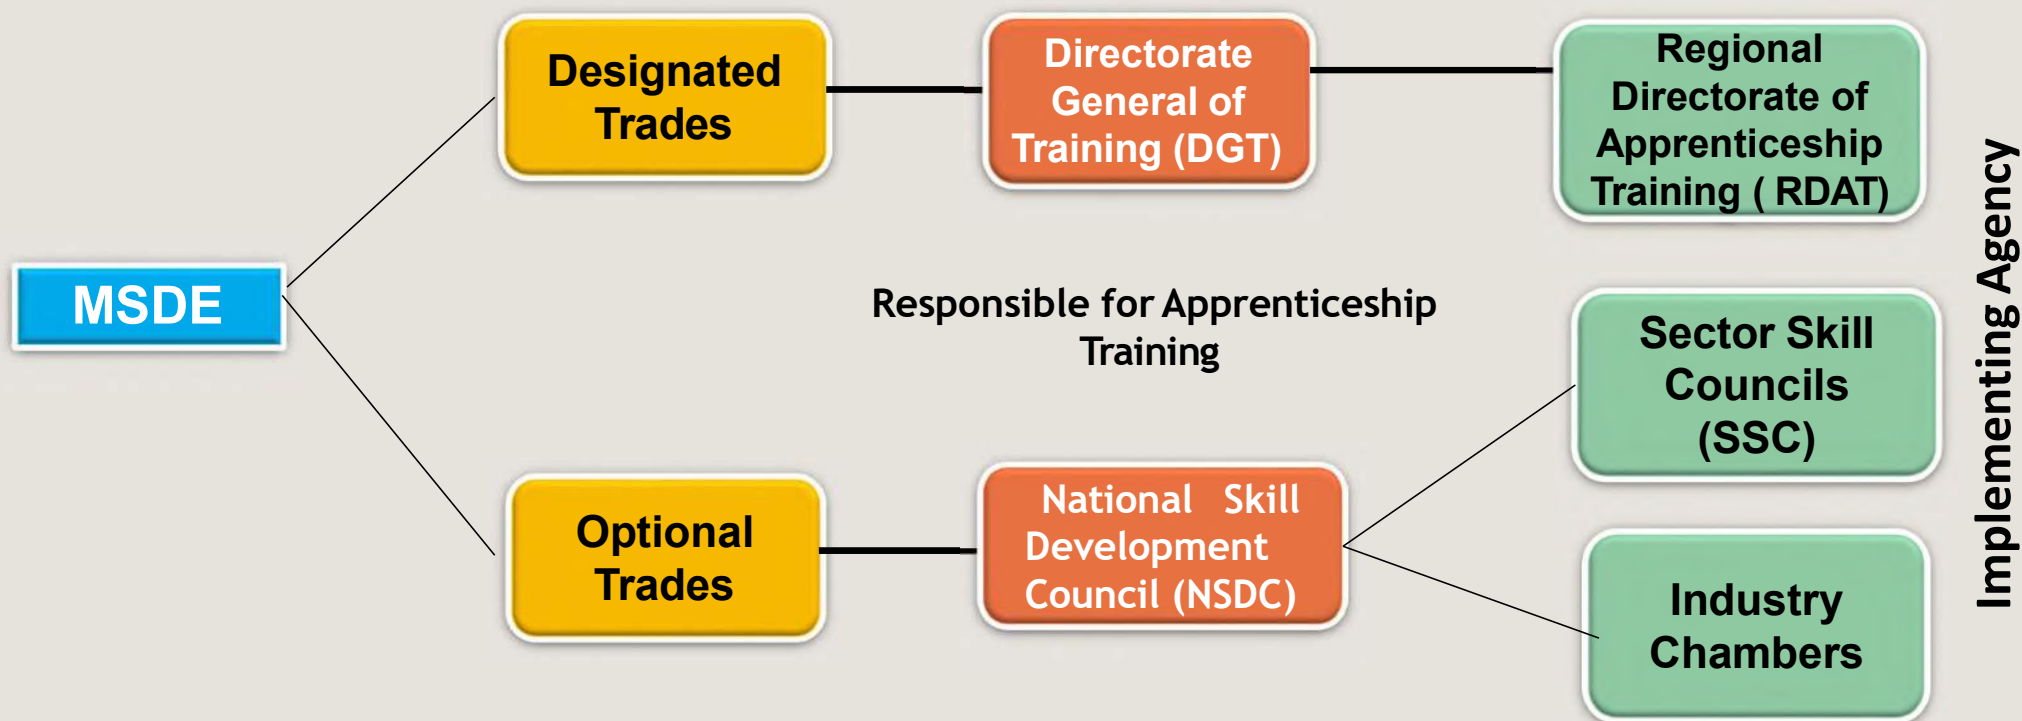 Designated
Trades
Directorate
General of
Training (DGT)
Regional
Directorate of
Apprenticeship
Training ( RDAT)
MSDE
Responsible for Apprenticeship
Training
Sector Skill
Councils
(SSC)
Optional
Trades
National Skill
Development
Council (NSDC)
Industry
Chambers
Implementing Agency